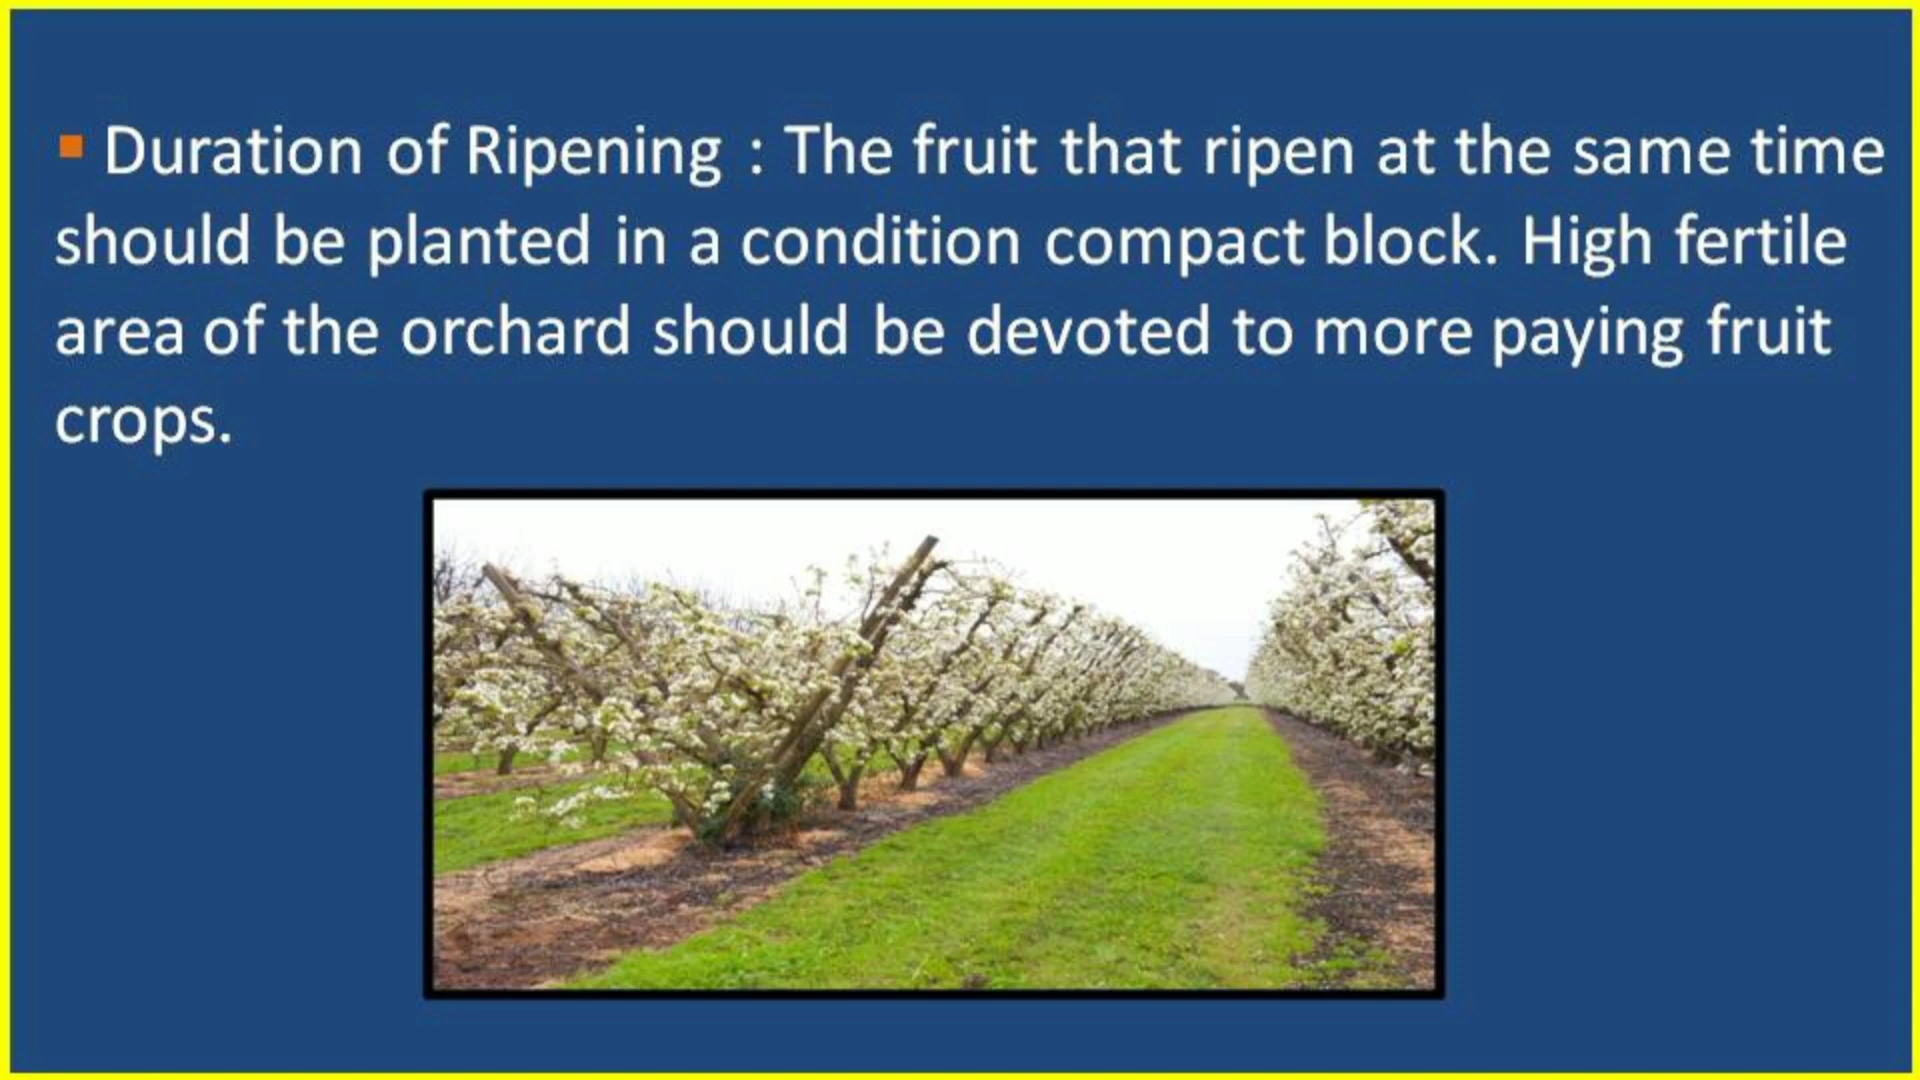 ▪ Duration of Ripening : The fruit that ripen at the same time
should be planted in a condition compact block. High fertile
area of the orchard should be devoted to more paying fruit
crops.